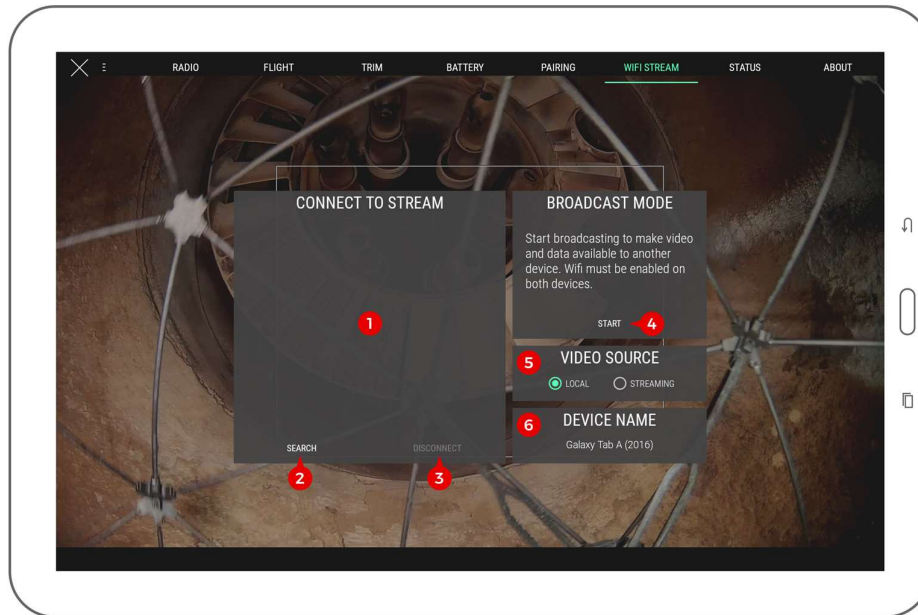 RADIO FLIGHT TRIM BATTERY PAIRING WIFI STREAM STATUS ABOUT
CONNECT TO STREAM
1
SEARCH
DISCONNECT
2
3
BROADCAST MODE
Start broadcasting to make video
and data available to another
device. Wifi must be enabled on
both devices.
START
4
5
VIDEO SOURCE
LOCAL
STREAMING
6
DEVICE NAME
Galaxy Tab A (2016)